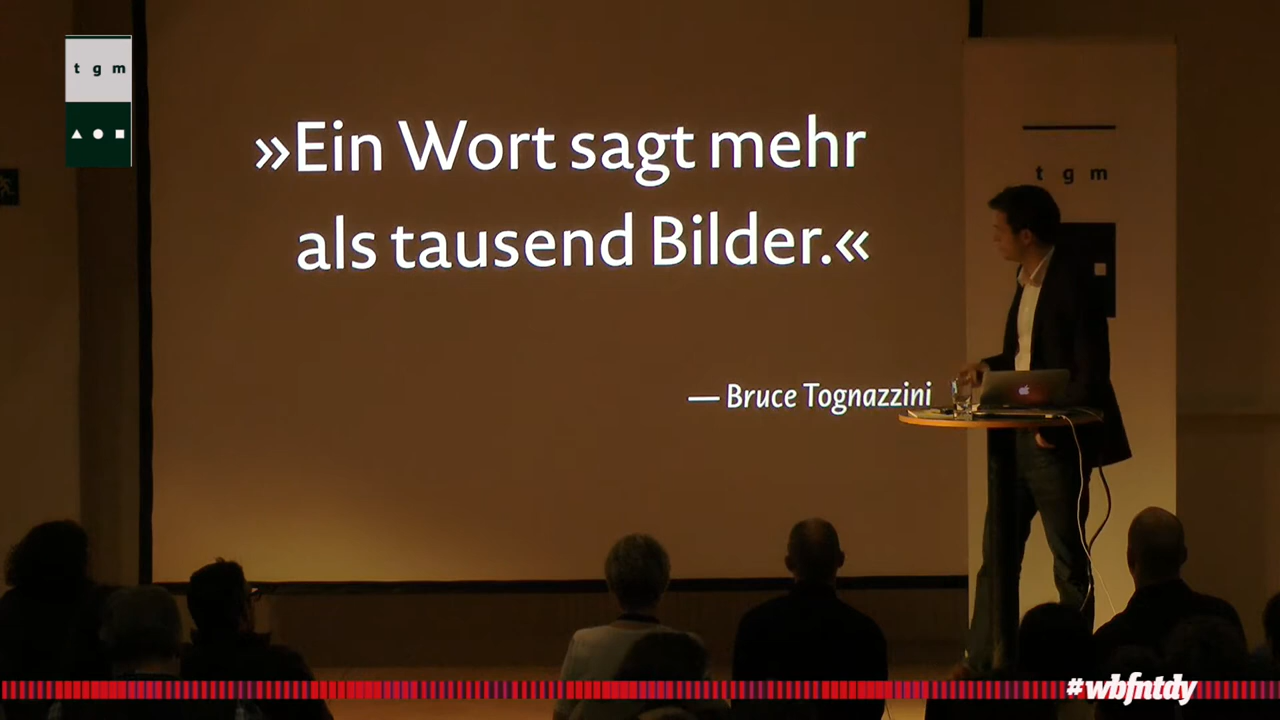 t g m
»Ein Wort sagt mehr
als tausend Bilder.«
— Bruce Tognazzini
t g m
#wbfntdy